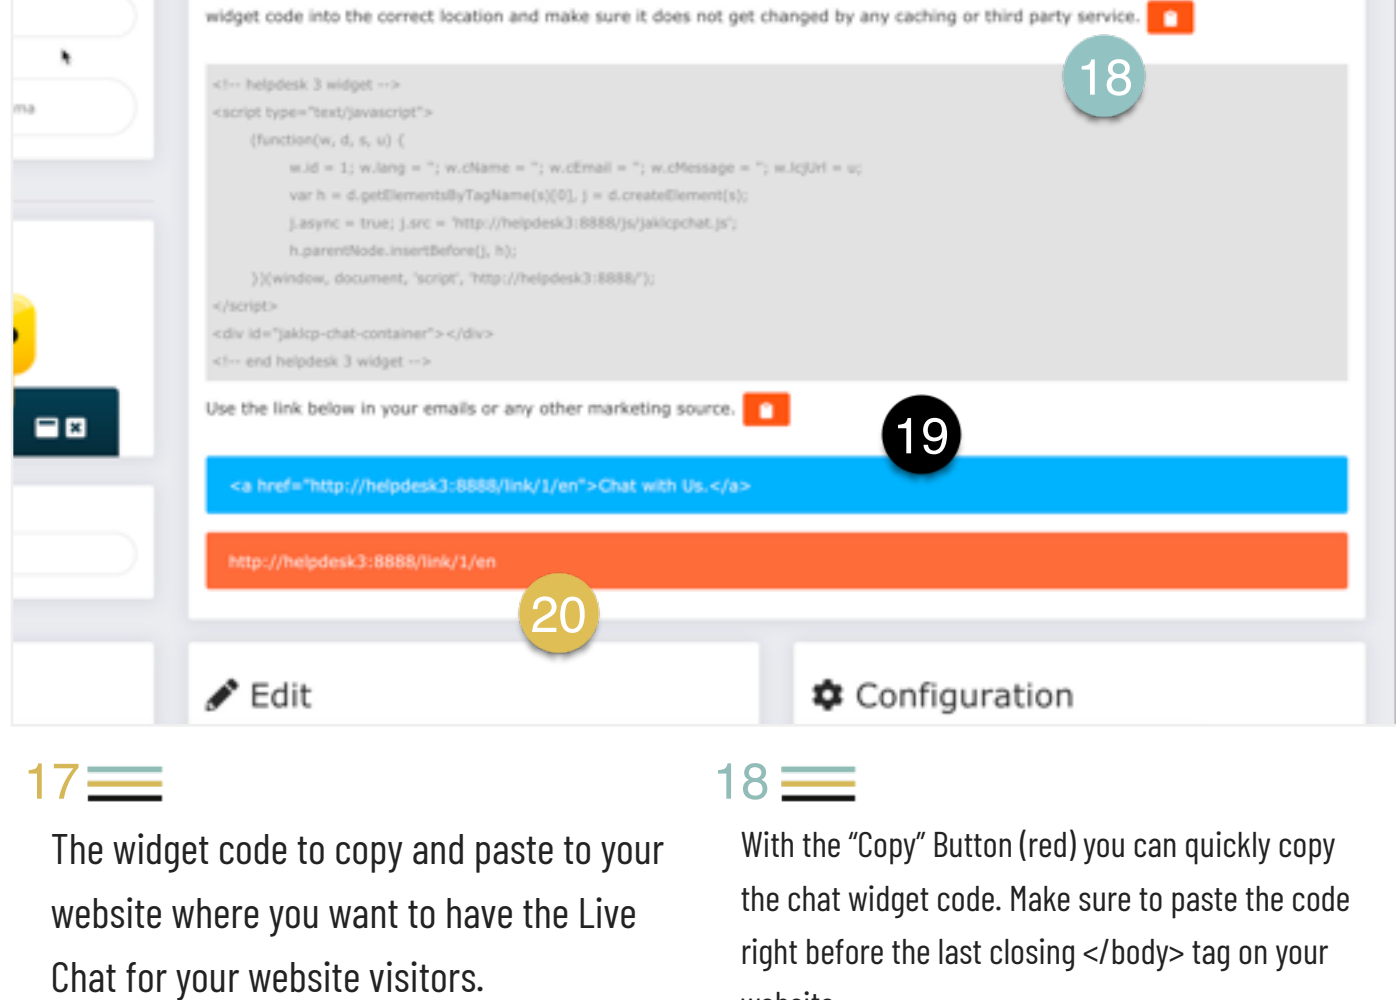 widget code into the correct location and make sure it does not get changed by any caching or third party service.
18
ma
<!-- helpdesk 3 widget -->
<script type="text/javascript">
(function(w, d, s, u) {
w.id = 1; w.lang = ''; w.cName = ''; w.cEmail = ''; w.cMessage = ''; w.lcjUrl = u;
var h = d.getElementsByTagName(s)[0], j = d.createElement(s);
j.async = true; j.src = 'http://helpdesk3:8888/js/jaklcpchat.js';
h.parentNode.insertBefore(j, h);
})(window, document, 'script', 'http://helpdesk3:8888/');
</script>
<div id="jaklcp-chat-container"></div>
<!-- end helpdesk 3 widget -->
Use the link below in your emails or any other marketing source.
19
<a href="http://helpdesk3:8888/link/1/en">Chat with Us.</a>
http://helpdesk3:8888/link/1/en
20
Edit
Configuration
17
The widget code to copy and paste to your
website where you want to have the Live
Chat for your website visitors.
18
With the “Copy” Button (red) you can quickly copy
the chat widget code. Make sure to paste the code
right before the last closing </body> tag on your
website